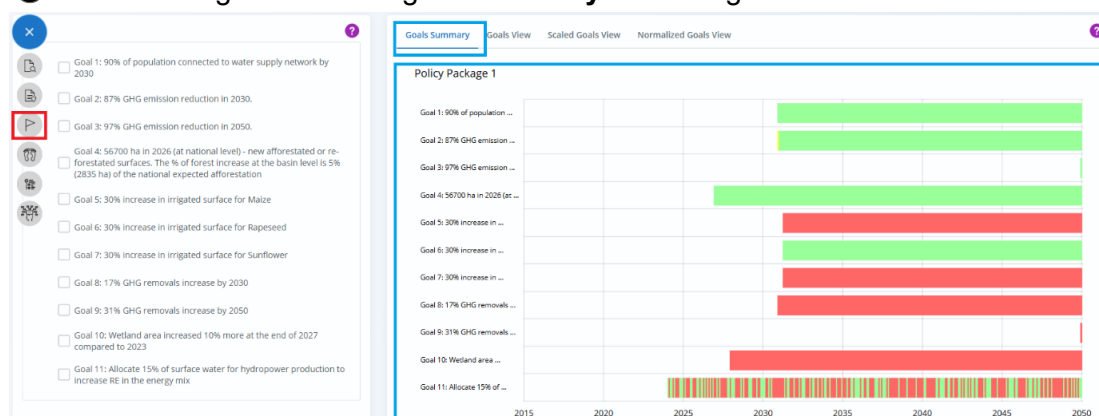 Goals Summary Goals View Scaled Goals View Normalized Goals View
Goal 1: 90% of population connected to water supply network by
2030
Goal 2: 87% GHG emission reduction in 2030.
Goal 3: 97% GHG emission reduction in 2050.
Goal 4: 56700 ha in 2026 (at national level) - new afforestated or re-
forestated surfaces. The % of forest increase at the basin level is 5%
(2835 ha) of the national expected afforestation
Goal 5: 30% increase in irrigated surface for Maize
Goal 6: 30% increase in irrigated surface for Rapeseed
Goal 7: 30% increase in irrigated surface for Sunflower
Goal 8: 17% GHG removals increase by 2030
Goal 9: 31% GHG removals increase by 2050
Goal 10: Wetland area increased 10% more at the end of 2027
compared to 2023
Goal 11: Allocate 15% of surface water for hydropower production to
increase RE in the energy mix
Policy Package 1
Goal 1: 90% of population ...
Goal 2: 87% GHG emission ...
Goal 3: 97% GHG emission ...
Goal 4: 56700 ha in 2026 (at ...
Goal 5: 30% increase in ...
Goal 6: 30% increase in ...
Goal 7: 30% increase in ...
Goal 8: 17% GHG removals ...
Goal 9: 31% GHG removals ...
Goal 10: Wetland area ...
Goal 11: Allocate 15% of ...
2015 2020 2025 2030 2035 2040 2045 2050